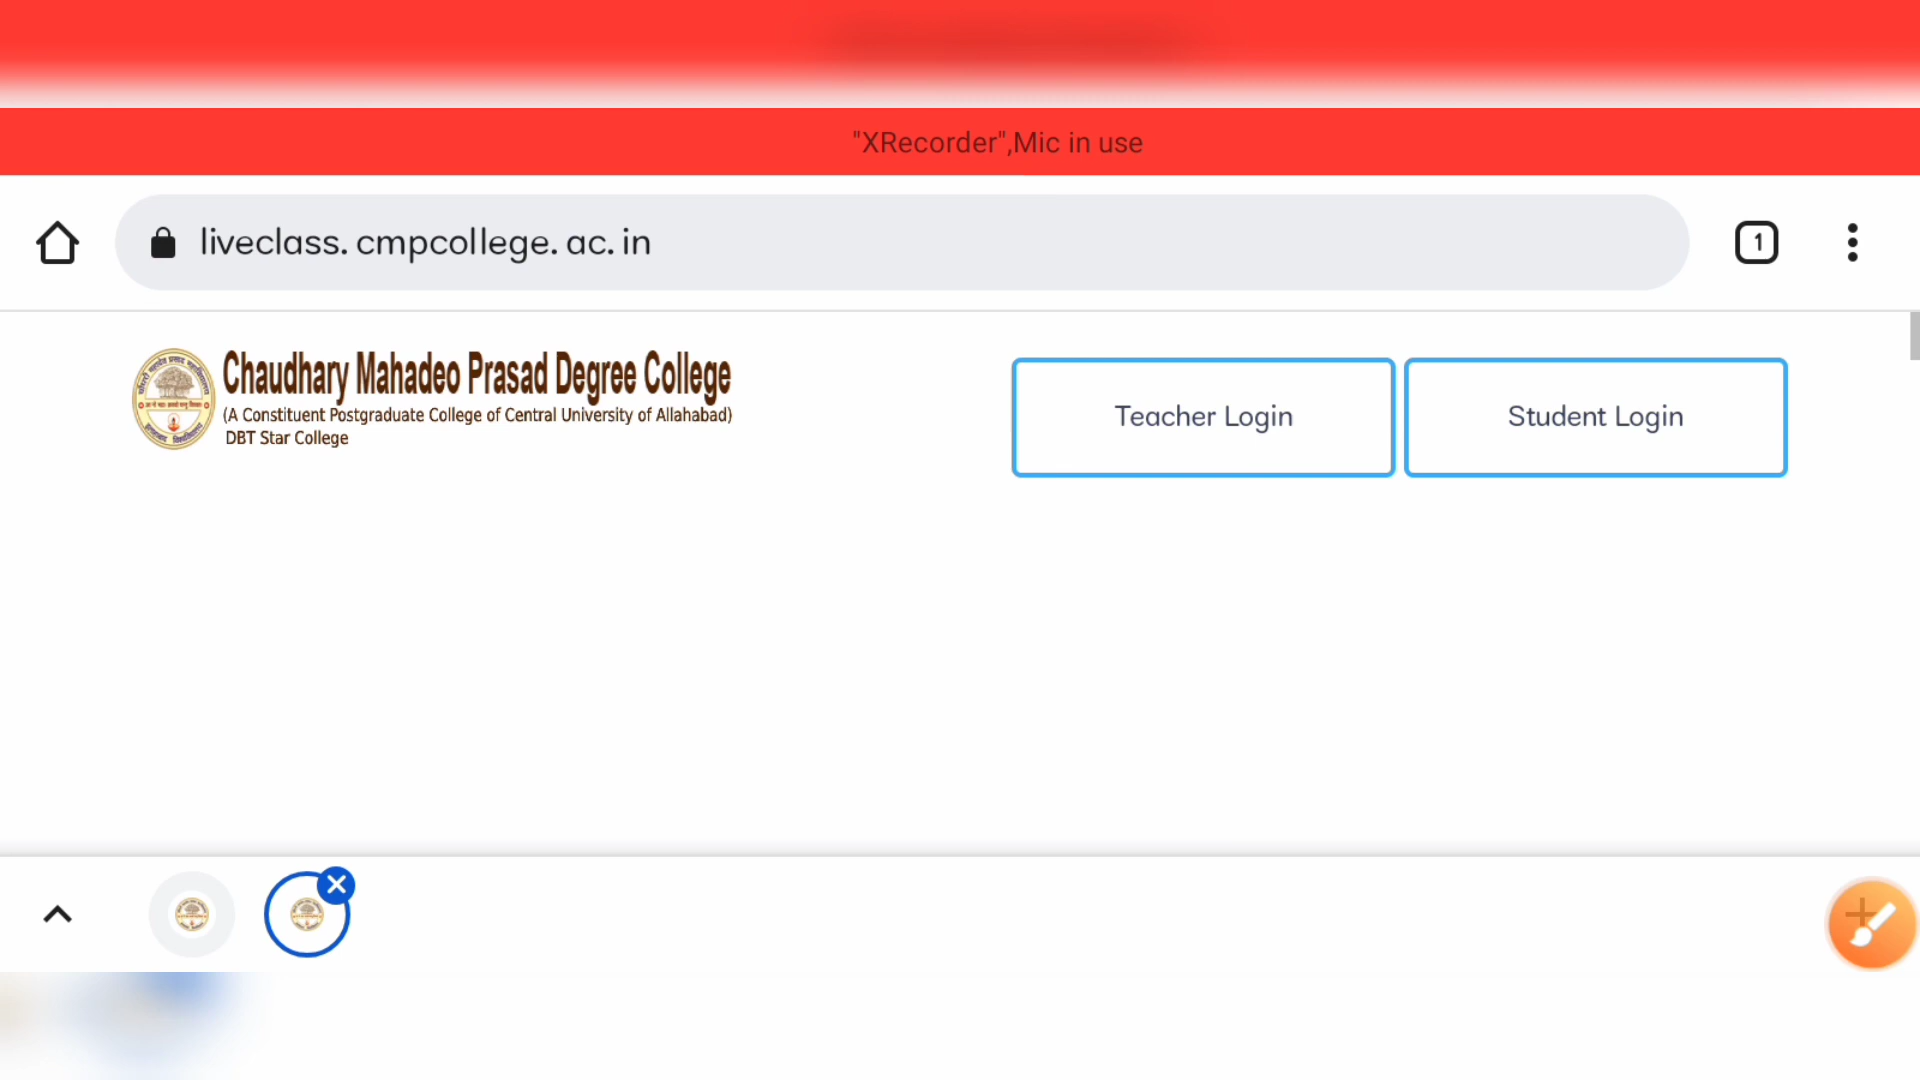 "XRecorder",Mic in use
liveclass.cmpcollege.ac.in
1
Chaudhary Mahadeo Prasad Degree College
(A Constituent Postgraduate College of Central University of Allahabad)
DBT Star College
Teacher Login
Student Login